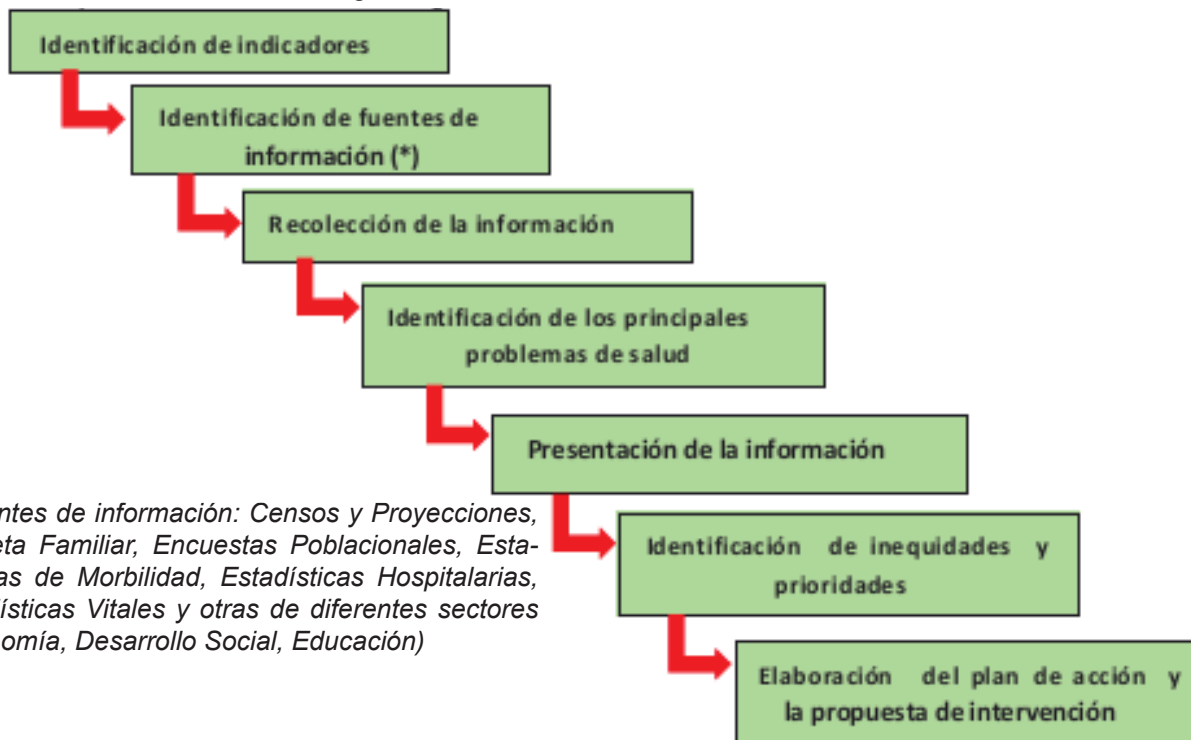 Identificación de indicadores
Identificación de fuentes de
información (*)
Recolección de la información
Identificación de los principales
problemas de salud
Presentación de la información
Identificación de inequidades y
prioridades
Elaboración del plan de acción y
la propuesta de intervención
ntes de información: Censos y Proyecciones,
eta Familiar, Encuestas Poblacionales, Esta-
as de Morbilidad, Estadísticas Hospitalarias,
ísticas Vitales y otras de diferentes sectores
nomía, Desarrollo Social, Educación)